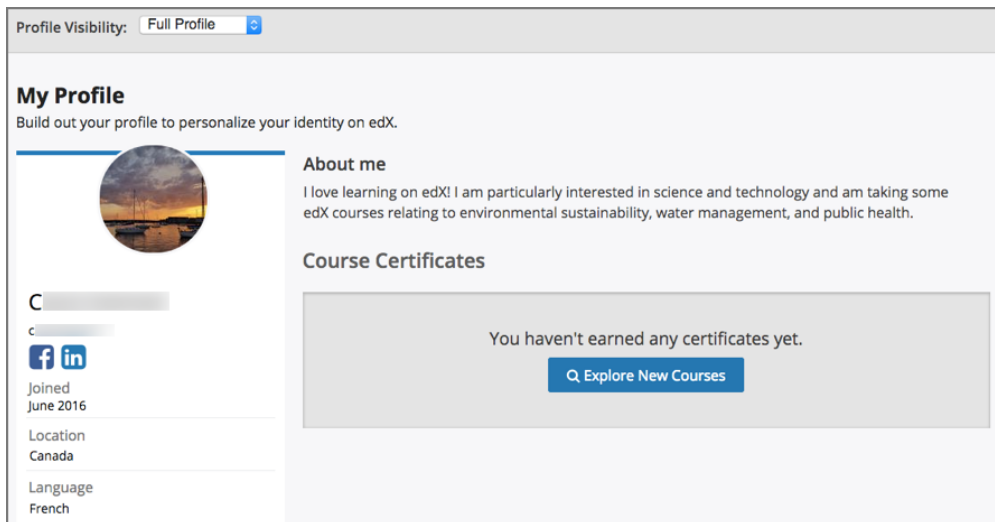 Profile Visibility: Full Profile
My Profile
Build out your profile to personalize your identity on edX.
About me
I love learning on edX! I am particularly interested in science and technology and am taking some
edX courses relating to environmental sustainability, water management, and public health.
Course Certificates
You haven't earned any certificates yet.
Explore New Courses
C
c
f in
Joined
June 2016
Location
Canada
Language
French